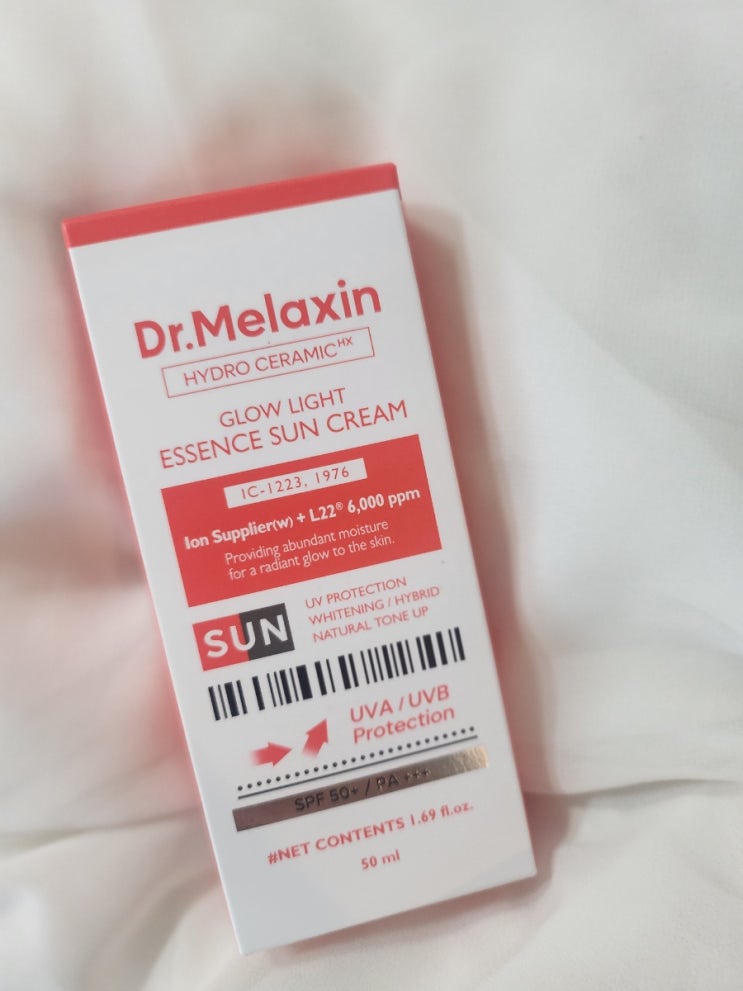 Dr.Melaxin
HYDRO CERAMICᴴˣ
GLOW LIGHT
ESSENCE SUN CREAM
IC-1223, 1976
Ion Supplier(w) + L22® 6,000 ppm
Providing abundant moisture
for a radiant glow to the skin.
SUN
UV PROTECTION
WHITENING / HYBRID
NATURAL TONE UP
UVA / UVB
Protection
SPF 50+ / PA +++
#NET CONTENTS 1.69 fl.oz.
50 ml